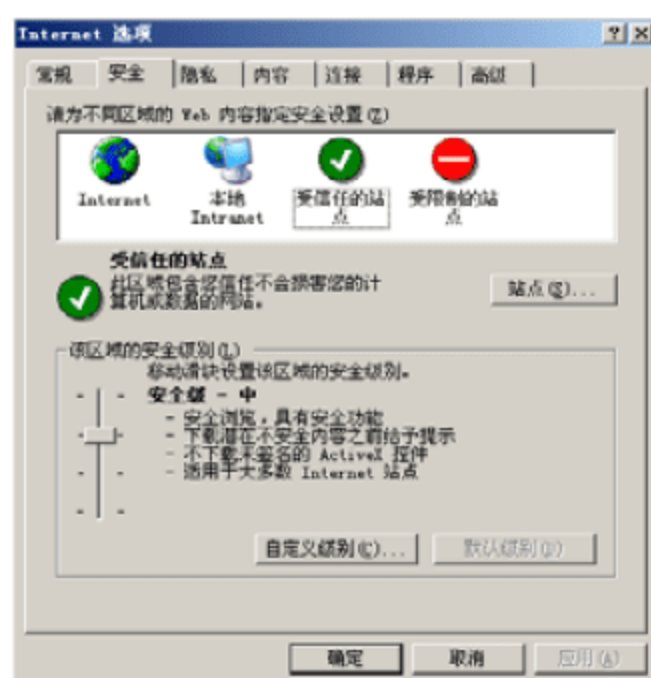 Internet 选项
常规 安全 隐私 内容 连接 程序 高级
请为不同区域的 Web 内容指定安全设置(Z)
Internet 本地 Intranet 受信任的站点 受限制的站点
受信任的站点
此区域包含您信任不会损害您的计
算机或数据的网站。
站点(S)...
该区域的安全级别(L)
移动滑块设置该区域的安全级别。
安全级 - 中
- 安全浏览,具有安全功能
- 下载潜在不安全内容之前给予提示
- 不下载未签名的 ActiveX 控件
- 适用于大多数 Internet 站点
自定义级别(C)... 默认级别(D)
确定 取消 应用(A)